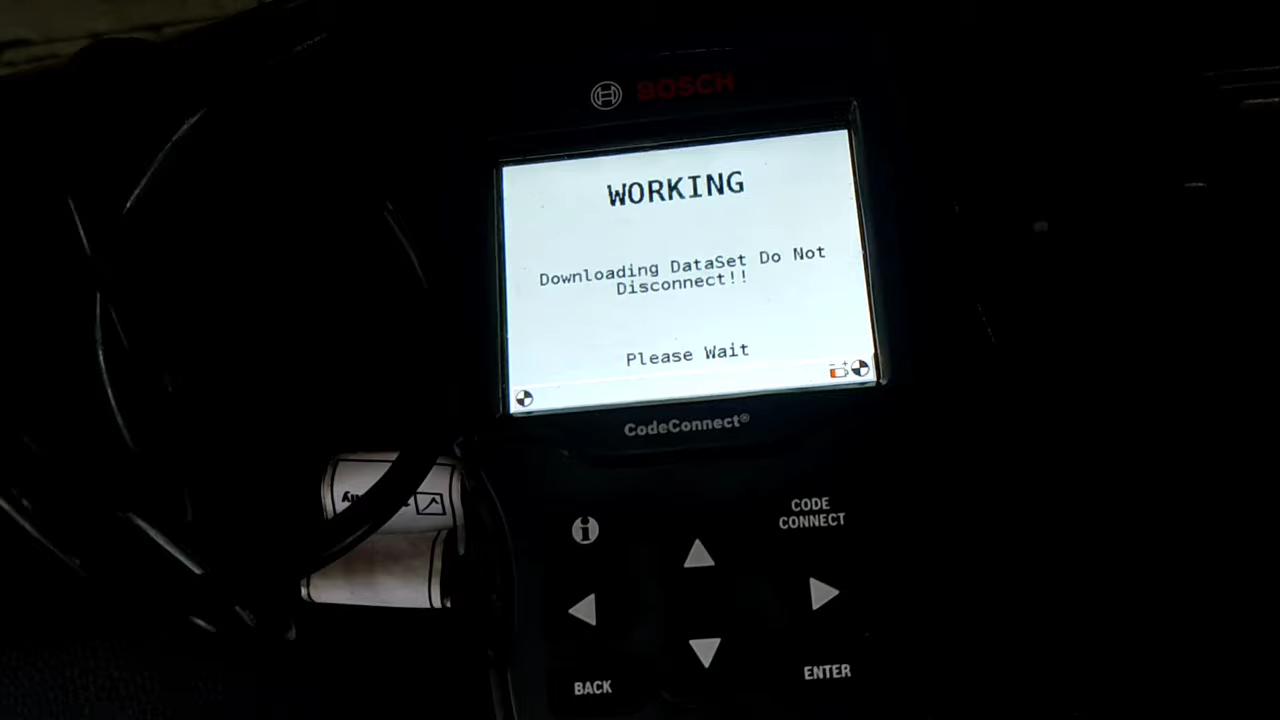 BOSCH
WORKING
Downloading DataSet Do Not
Disconnect!!
Please Wait
CodeConnect®
CODE
CONNECT
BACK
ENTER